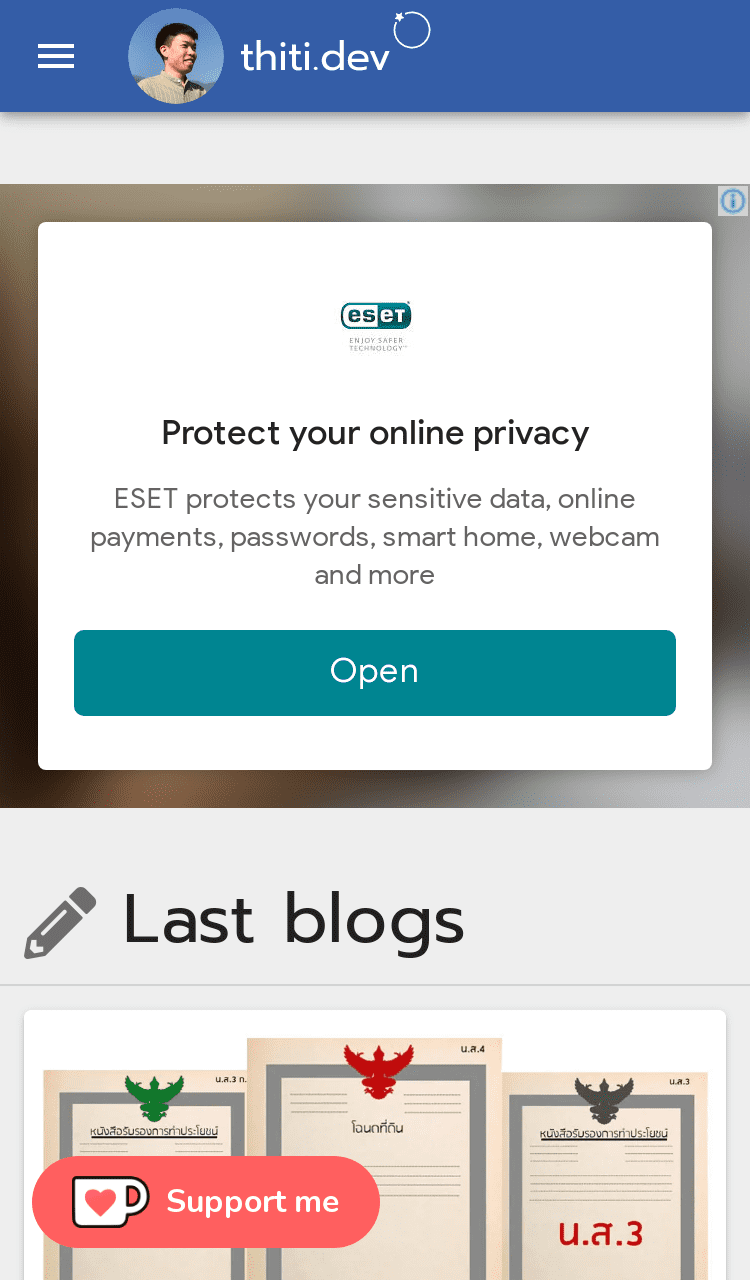 thiti.dev
eseT
ENJOY SAFER
TECHNOLOGY™
Protect your online privacy
ESET protects your sensitive data, online
payments, passwords, smart home, webcam
and more
Open
Last blogs
น.ส.3 ก.
น.ส.4
น.ส.3
หนังสือรับรองการทำประโยชน์
โฉนดที่ดิน
หนังสือรับรองการทำประโยชน์
Support me
น.ส.3